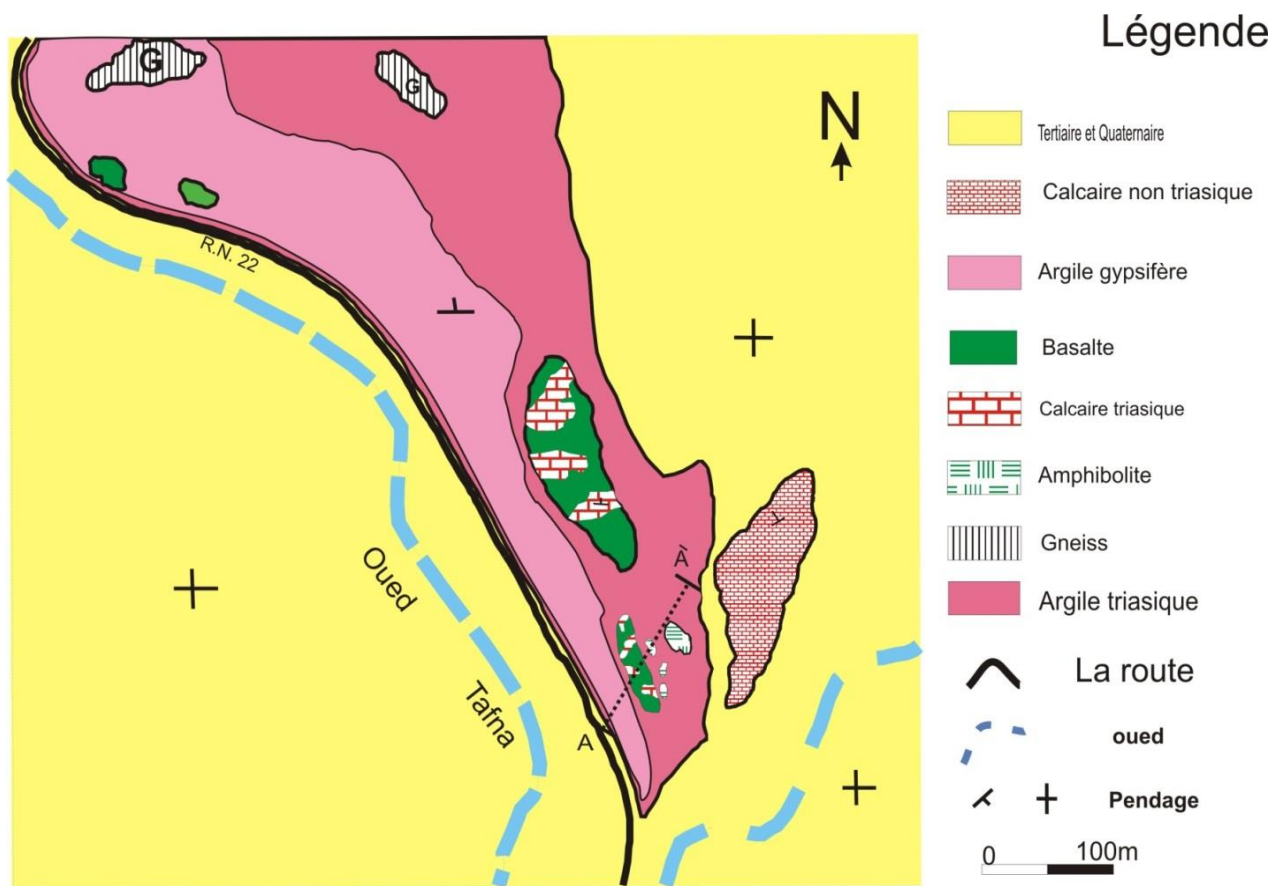 Légende
G
G
N
Tertiaire et Quaternaire
Calcaire non triasique
R.N. 22
Argile gypsifère
Basalte
Calcaire triasique
Amphibolite
Gneiss
Argile triasique
À
A
Oued
Tafna
La route
oued
Pendage
0 100m